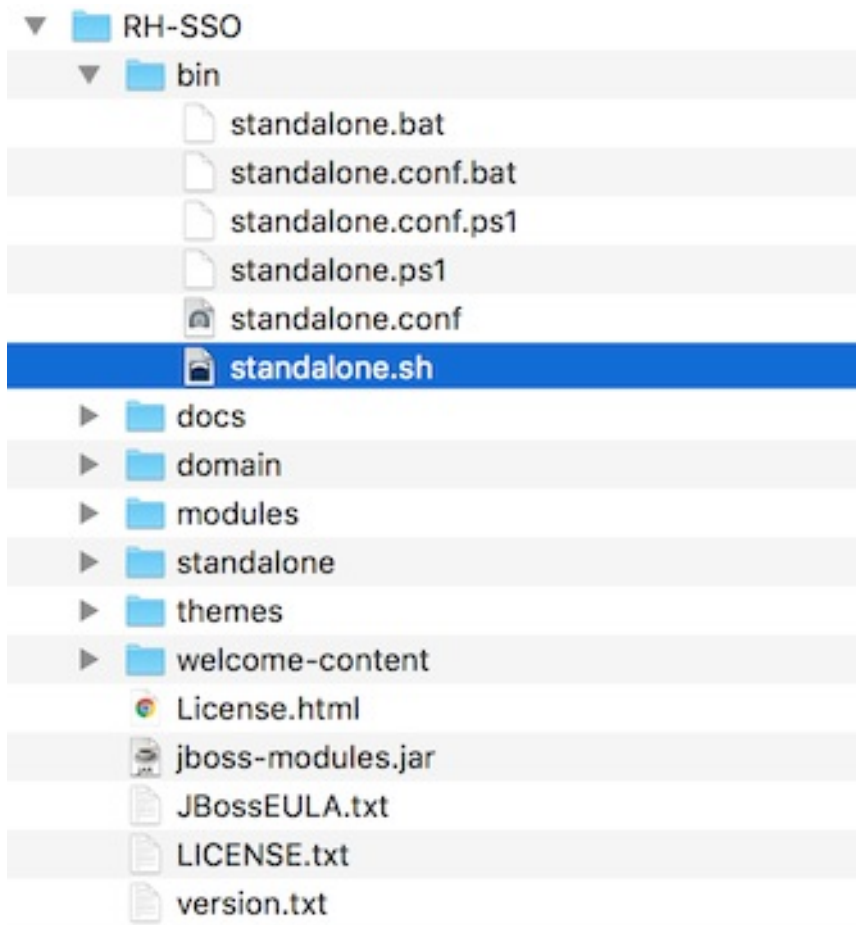 RH-SSO
bin
standalone.bat
standalone.conf.bat
standalone.conf.ps1
standalone.ps1
standalone.conf
standalone.sh
docs
domain
modules
standalone
themes
welcome-content
License.html
jboss-modules.jar
JBossEULA.txt
LICENSE.txt
version.txt